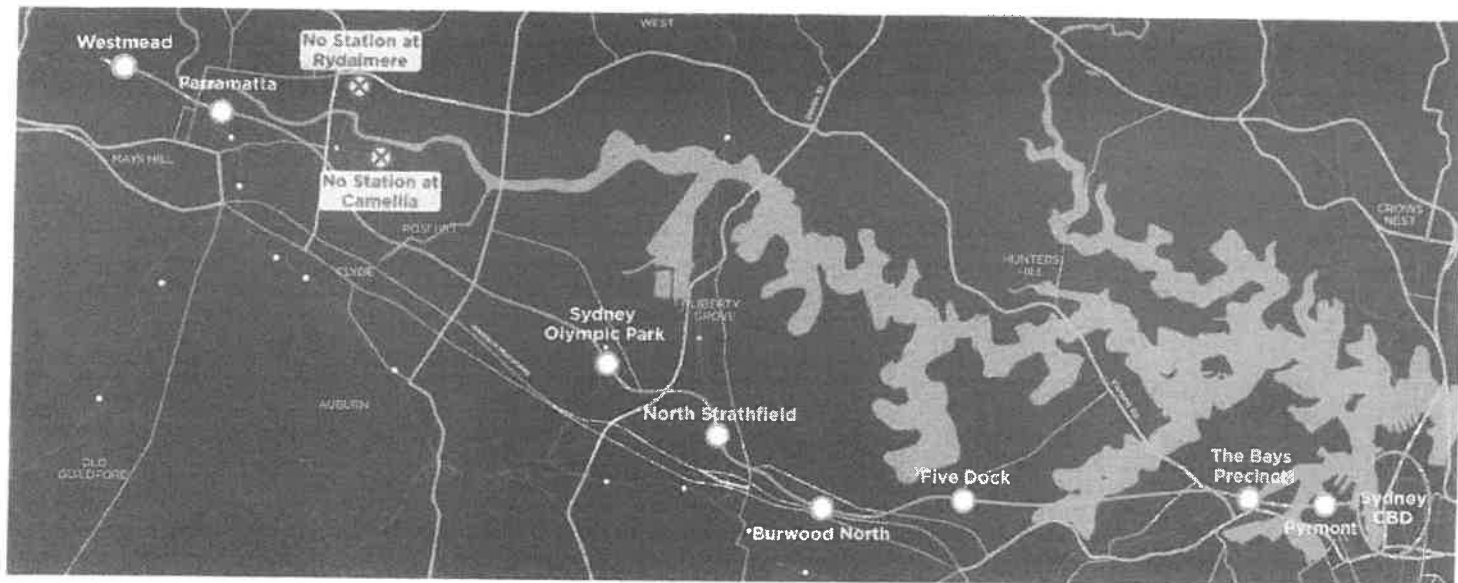 WEST
Westmead
No Station at
Rydalmere
Parramatta
MAYS HILL
No Station at
Camellia
ROSEHILL
CROWS
NEST
CLYDE
HUNTERS
HILL
LIBERTY
GROVE
Sydney
Olympic Park
AUBURN
North Strathfield
OLD
GUILDFORD
Five Dock
The Bays
Precinct
Sydney
CBD
Pyrmont
*Burwood North